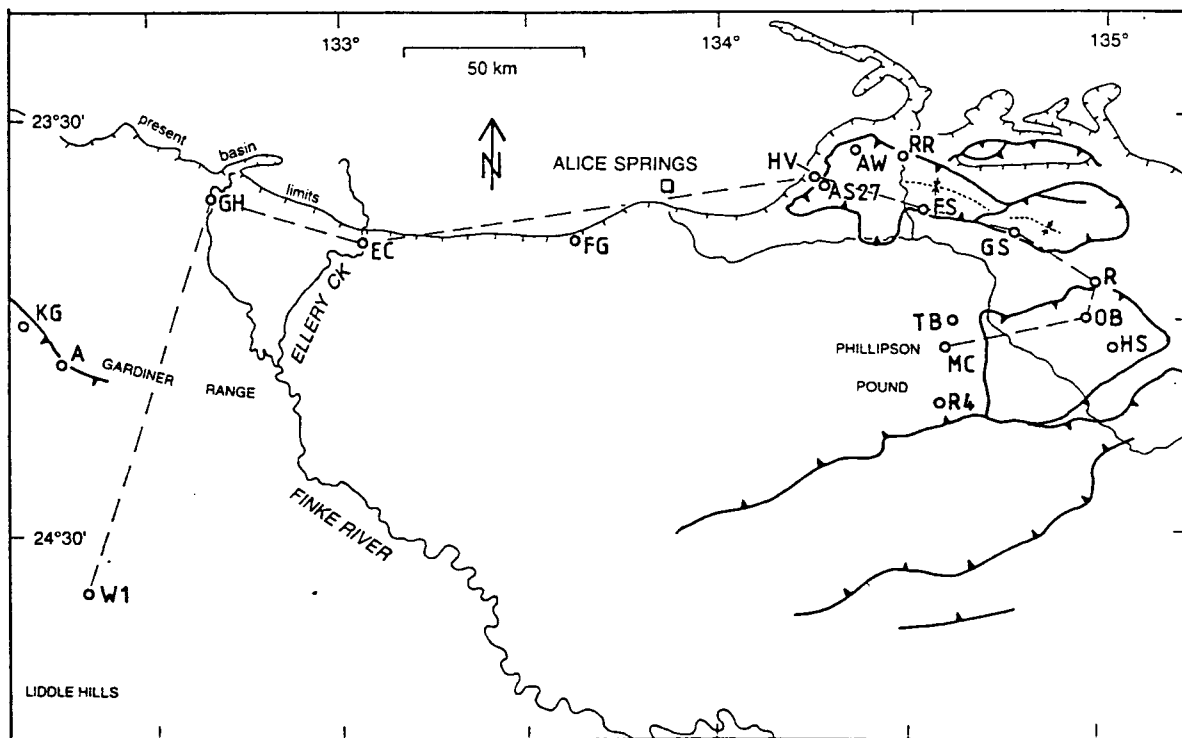 133°
134°
135°
50 km
23°30'
present
basin
limits
N
ALICE SPRINGS
HV
AW
RR
AS27
GH
ES
EC
FG
GS
ELLERY CK
R
KG
TB
OB
A
PHILLIPSON
HS
MC
GARDINER RANGE
POUND
R4
FINKE RIVER
24°30'
W1
LIDDLE HILLS